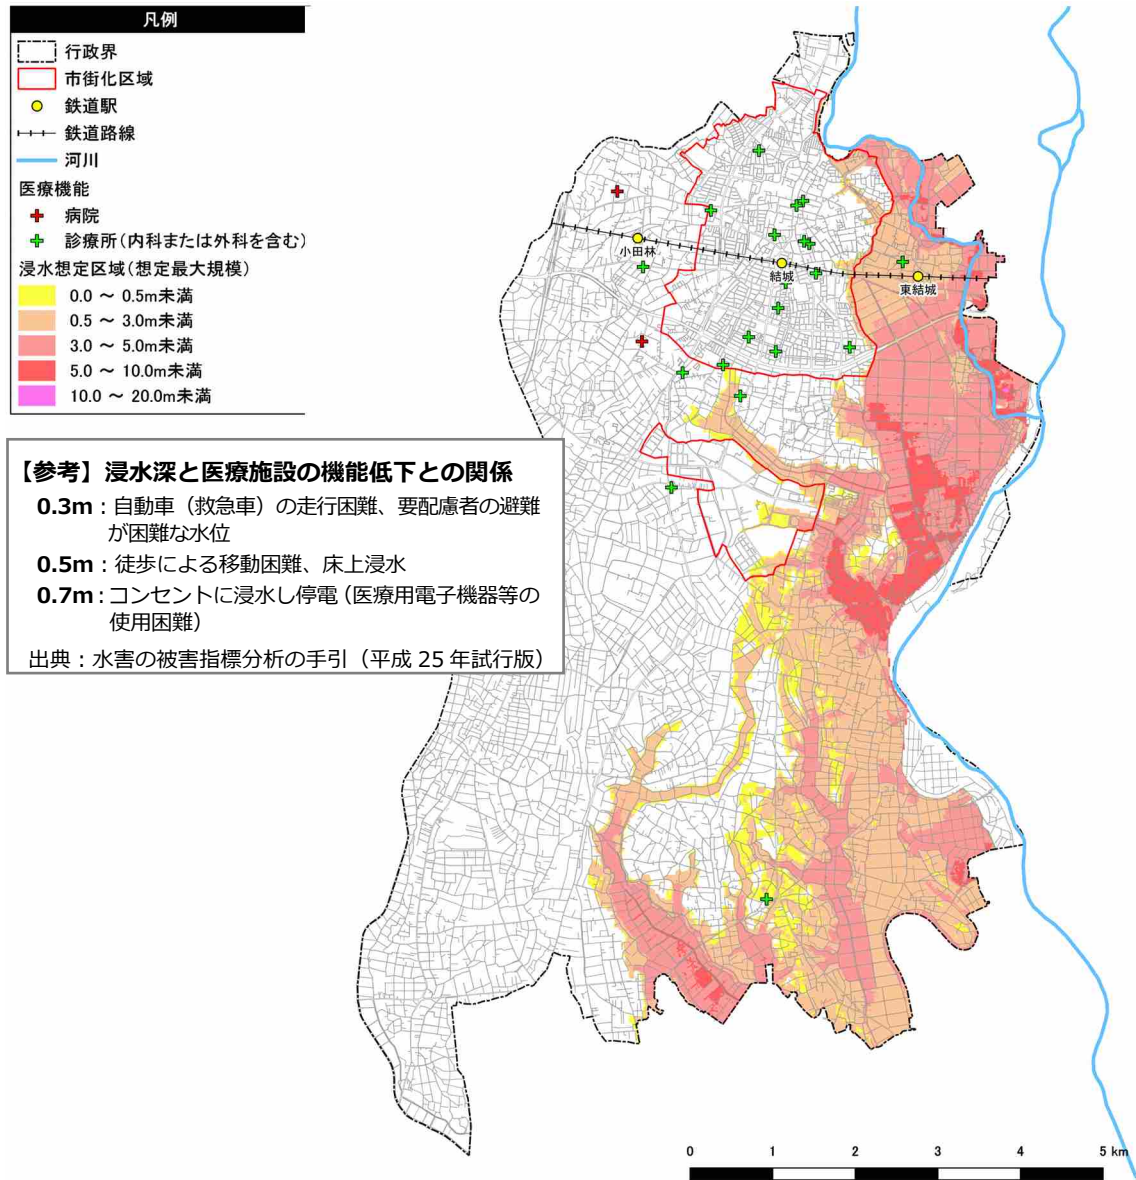 凡例
行政界
市街化区域
鉄道駅
鉄道路線
河川
医療機能
病院
診療所(内科または外科を含む)
浸水想定区域(想定最大規模)
0.0 ～ 0.5m未満
0.5 ～ 3.0m未満
3.0 ～ 5.0m未満
5.0 ～ 10.0m未満
10.0 ～ 20.0m未満
小田林
結城
東結城
【参考】浸水深と医療施設の機能低下との関係
0.3m：自動車（救急車）の走行困難、要配慮者の避難
が困難な水位
0.5m：徒歩による移動困難、床上浸水
0.7m：コンセントに浸水し停電（医療用電子機器等の
使用困難）
出典：水害の被害指標分析の手引（平成 25 年試行版）
0 1 2 3 4 5 km